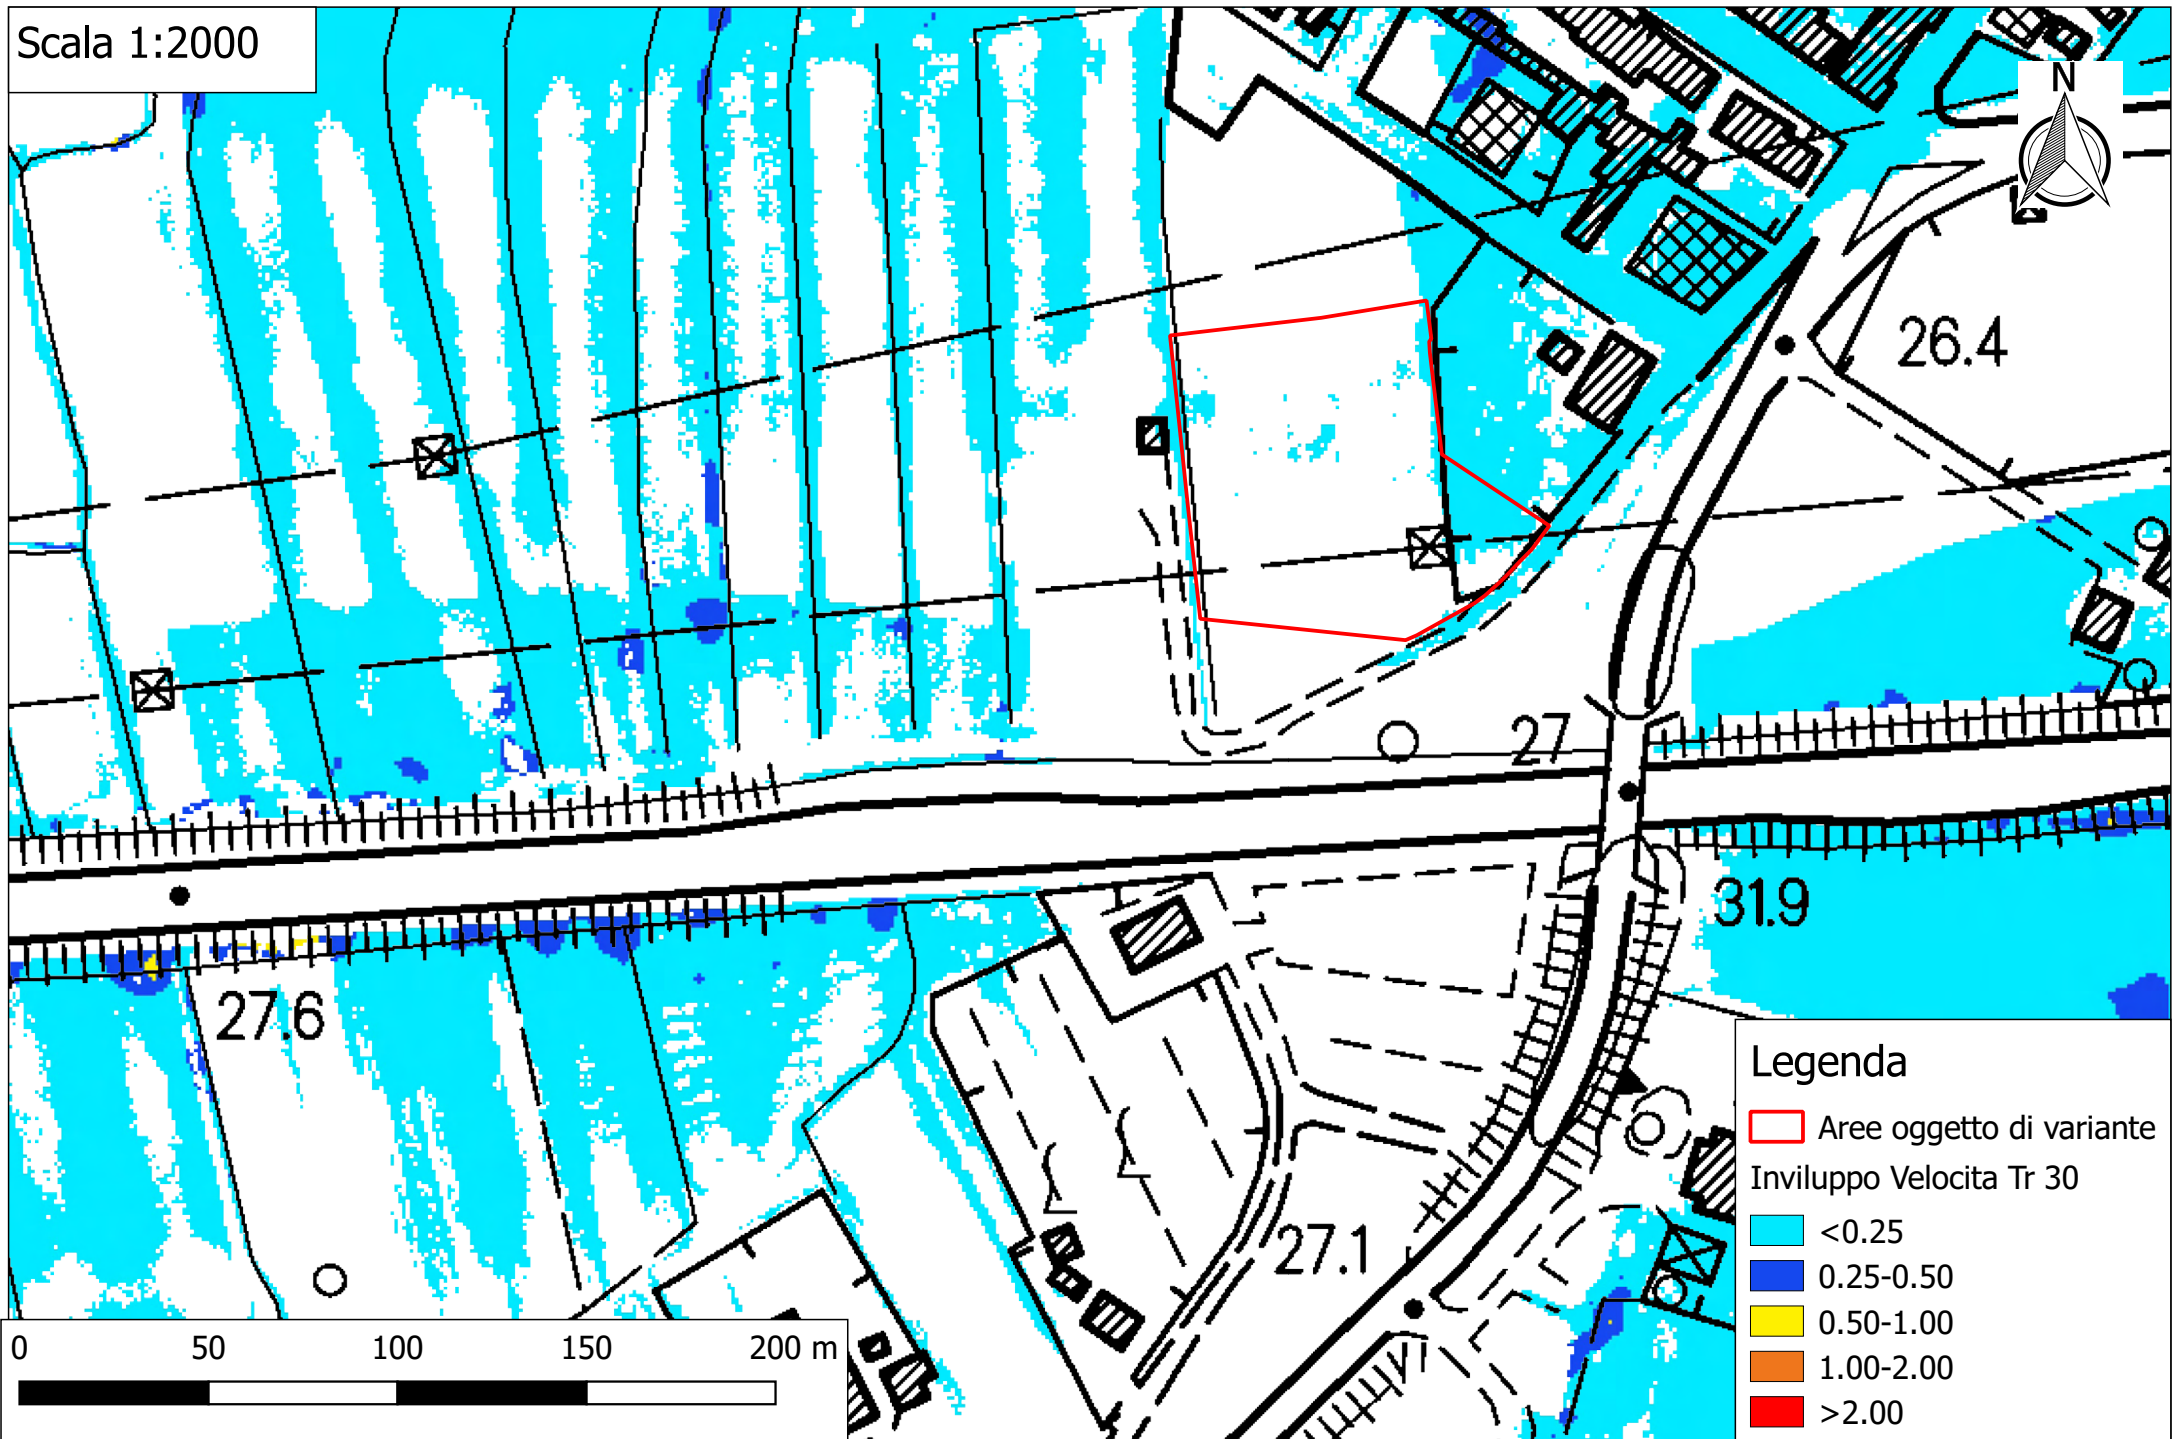 Scala 1:2000
N
26.4
27
31.9
27.6
27.1
Legenda
Aree oggetto di variante
Inviluppo Velocita Tr 30
<0.25
0.25-0.50
0.50-1.00
1.00-2.00
>2.00
0 50 100 150 200 m